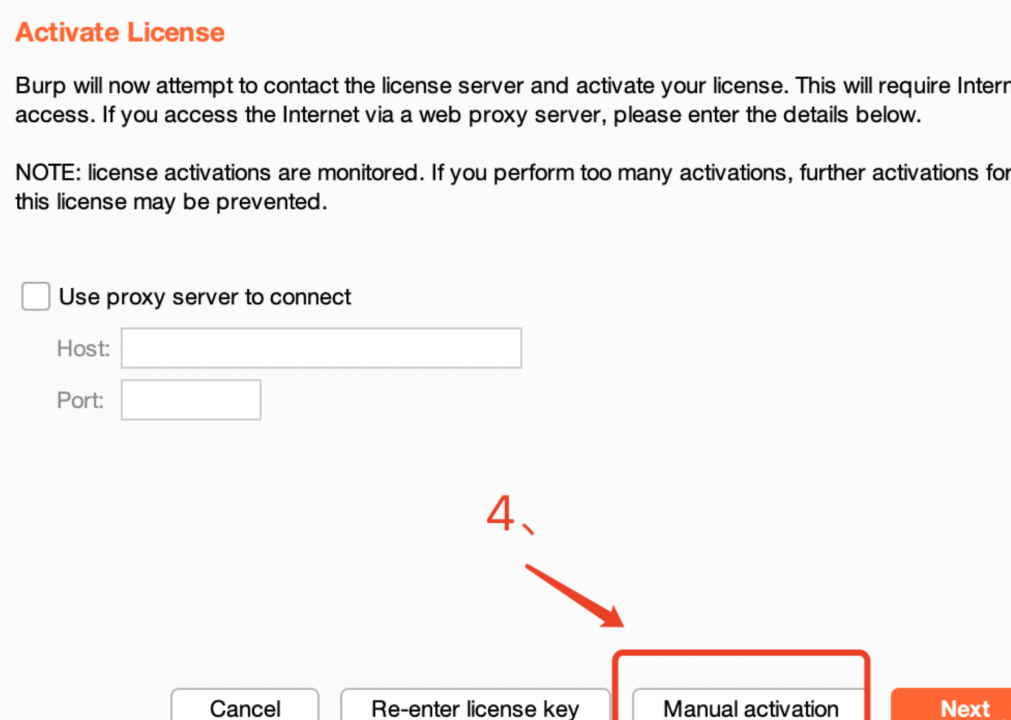 Activate License
Burp will now attempt to contact the license server and activate your license. This will require Intern
access. If you access the Internet via a web proxy server, please enter the details below.
NOTE: license activations are monitored. If you perform too many activations, further activations for
this license may be prevented.
Use proxy server to connect
Host:
Port:
4、
Cancel
Re-enter license key
Manual activation
Next